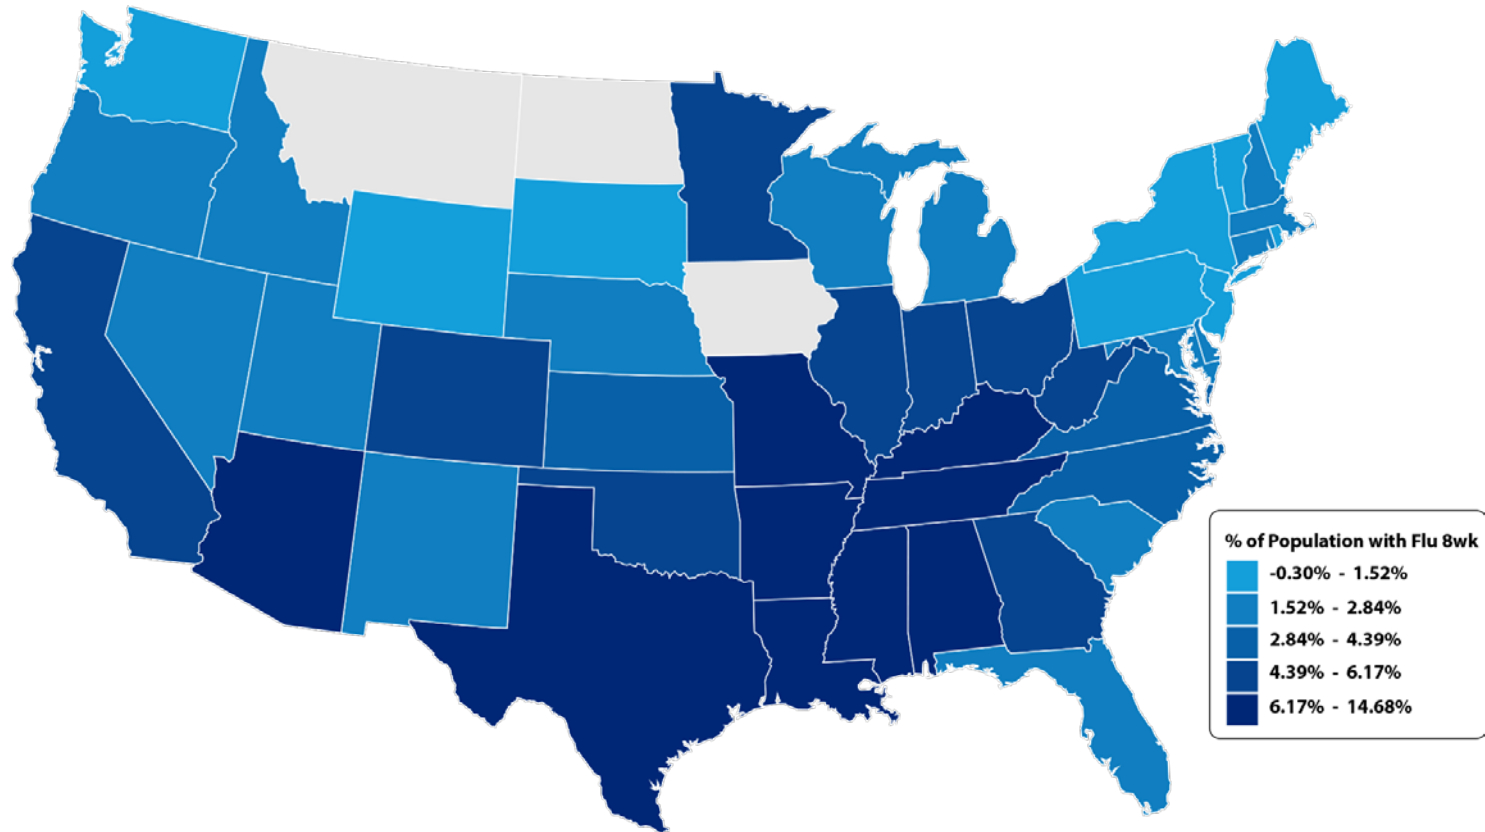 % of Population with Flu 8wk
-0.30% - 1.52%
1.52% - 2.84%
2.84% - 4.39%
4.39% - 6.17%
6.17% - 14.68%